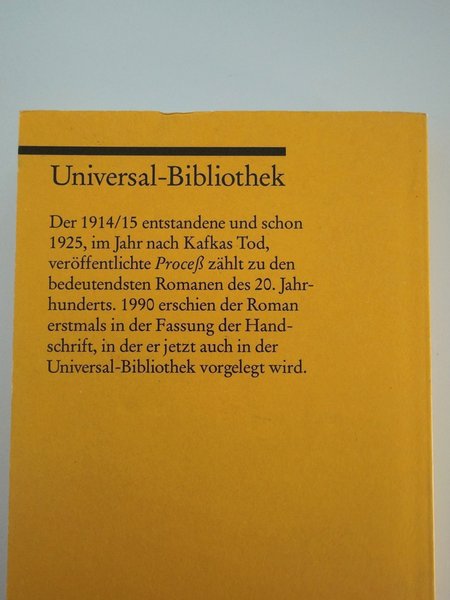 Universal-Bibliothek
Der 1914/15 entstandene und schon
1925, im Jahr nach Kafkas Tod,
veröffentlichte Proceß zählt zu den
bedeutendsten Romanen des 20. Jahr-
hunderts. 1990 erschien der Roman
erstmals in der Fassung der Hand-
schrift, in der er jetzt auch in der
Universal-Bibliothek vorgelegt wird.